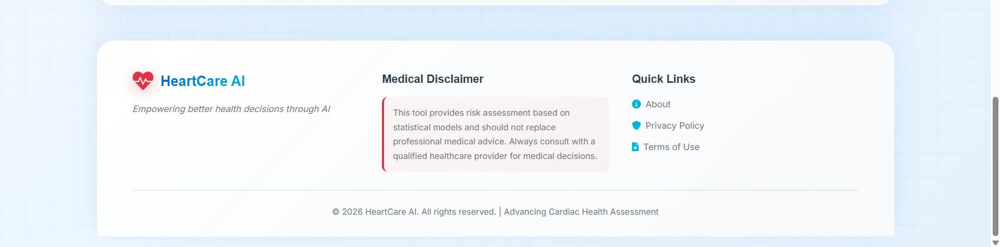 HeartCare AI
Empowering better health decisions through AI
Medical Disclaimer
This tool provides risk assessment based on
statistical models and should not replace
professional medical advice. Always consult with a
qualified healthcare provider for medical decisions.
Quick Links
About
Privacy Policy
Terms of Use
© 2026 HeartCare AI. All rights reserved. | Advancing Cardiac Health Assessment